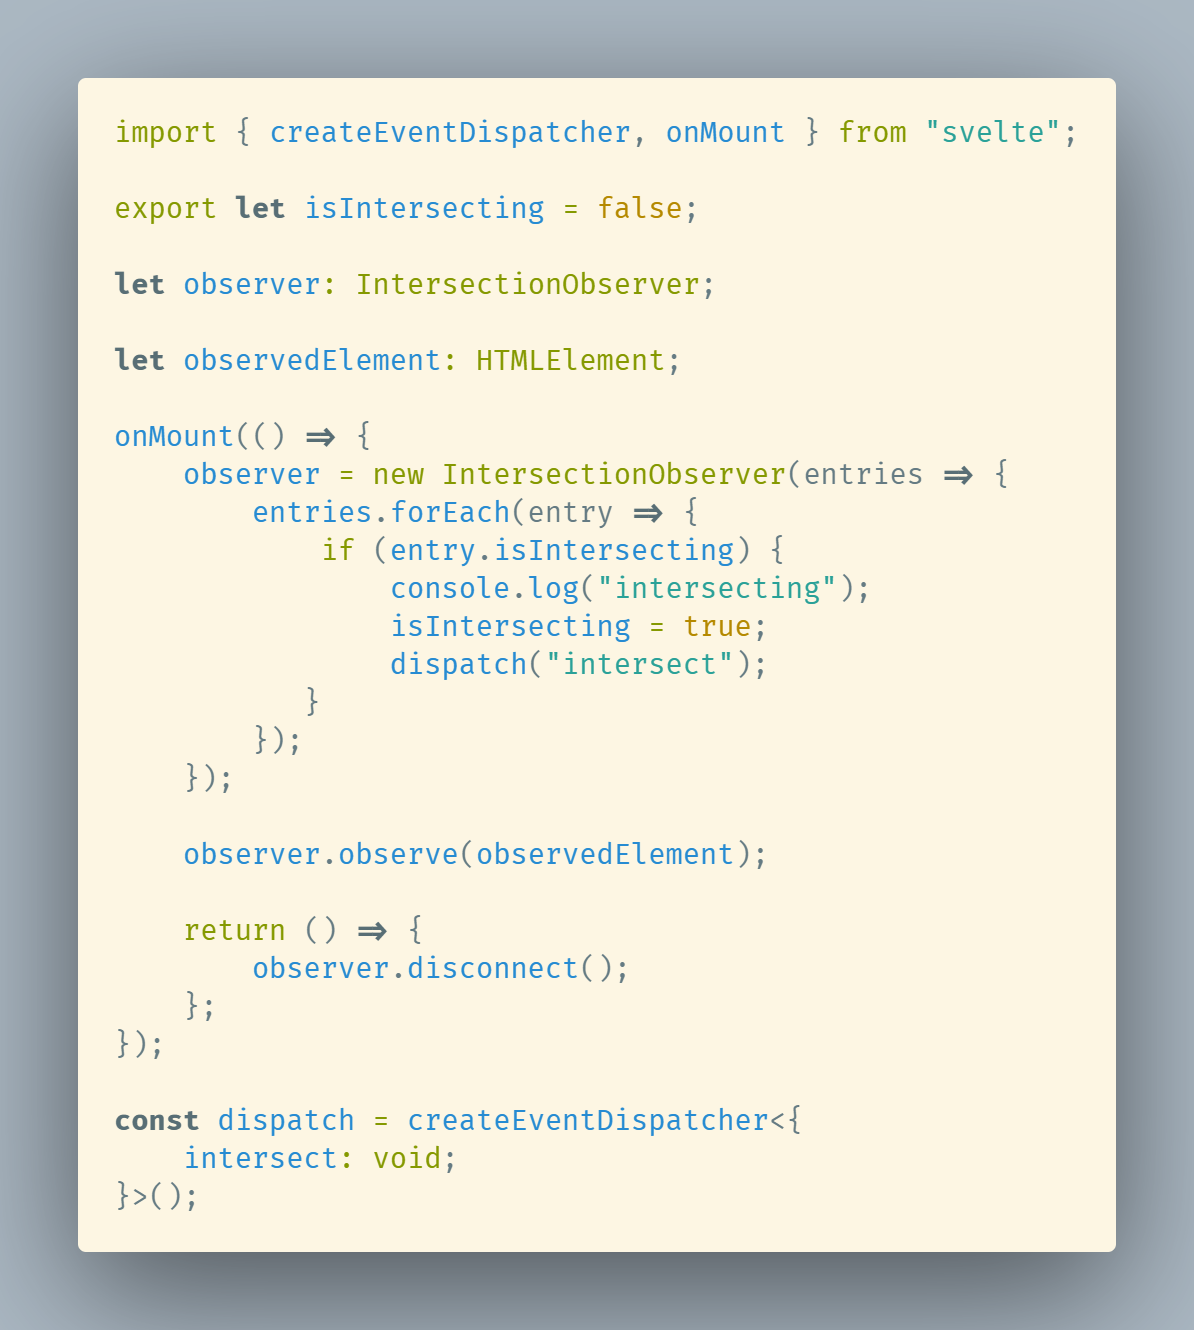 import { createEventDispatcher, onMount } from "svelte";

export let isIntersecting = false;

let observer: IntersectionObserver;

let observedElement: HTMLElement;

onMount(() => {
    observer = new IntersectionObserver(entries => {
        entries.forEach(entry => {
            if (entry.isIntersecting) {
                console.log("intersecting");
                isIntersecting = true;
                dispatch("intersect");
           }
        });
    });

    observer.observe(observedElement);

    return () => {
        observer.disconnect();
    };
});

const dispatch = createEventDispatcher<{
    intersect: void;
}>();